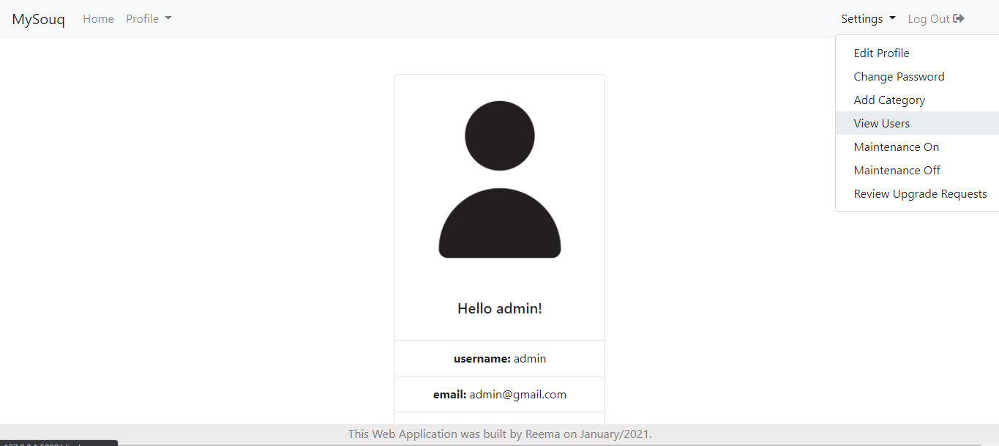 MySouq Home Profile Settings Log Out
Edit Profile
Change Password
Add Category
View Users
Maintenance On
Maintenance Off
Review Upgrade Requests
Hello admin!
username: admin
email: admin@gmail.com
This Web Application was built by Reema on January/2021.